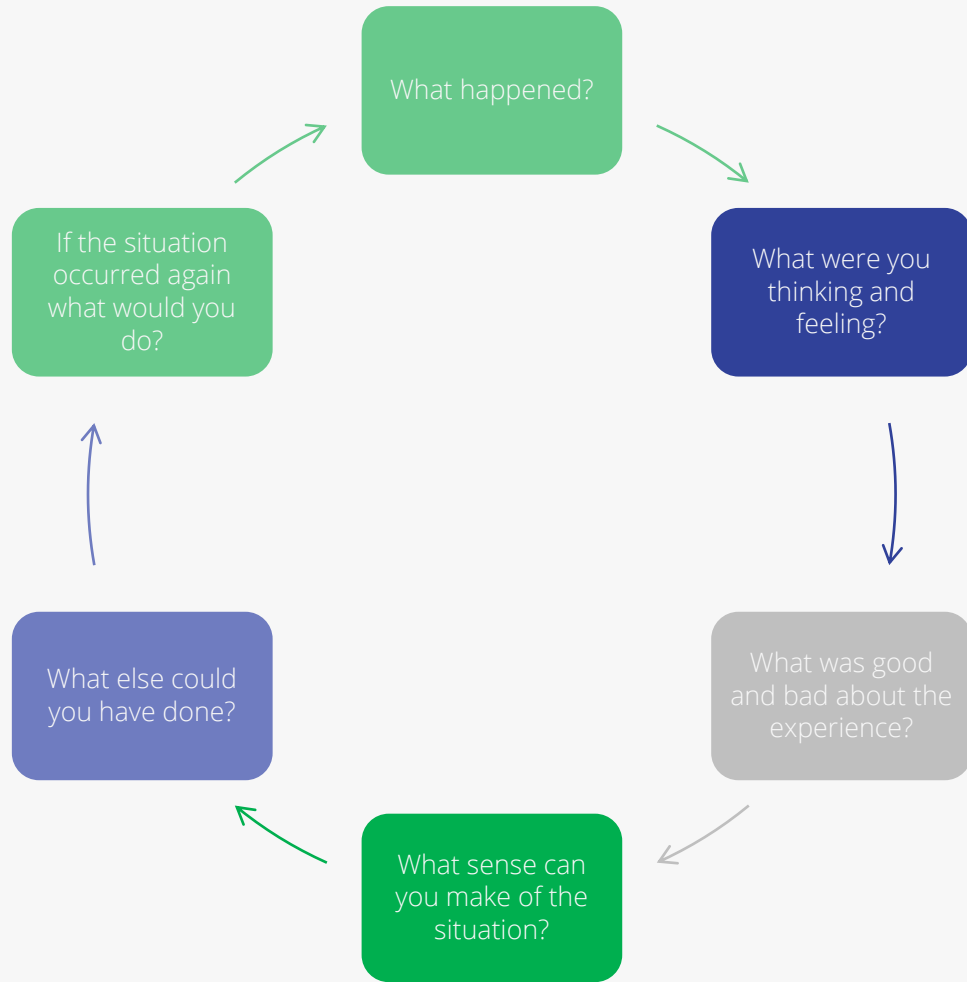 What happened?
What were you
thinking and
feeling?
What was good
and bad about the
experience?
What sense can
you make of the
situation?
What else could
you have done?
If the situation
occurred again
what would you
do?